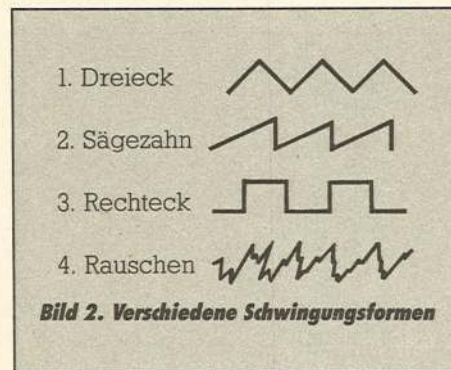 1. Dreieck
2. Sägezahn
3. Rechteck
4. Rauschen
Bild 2. Verschiedene Schwingungsformen